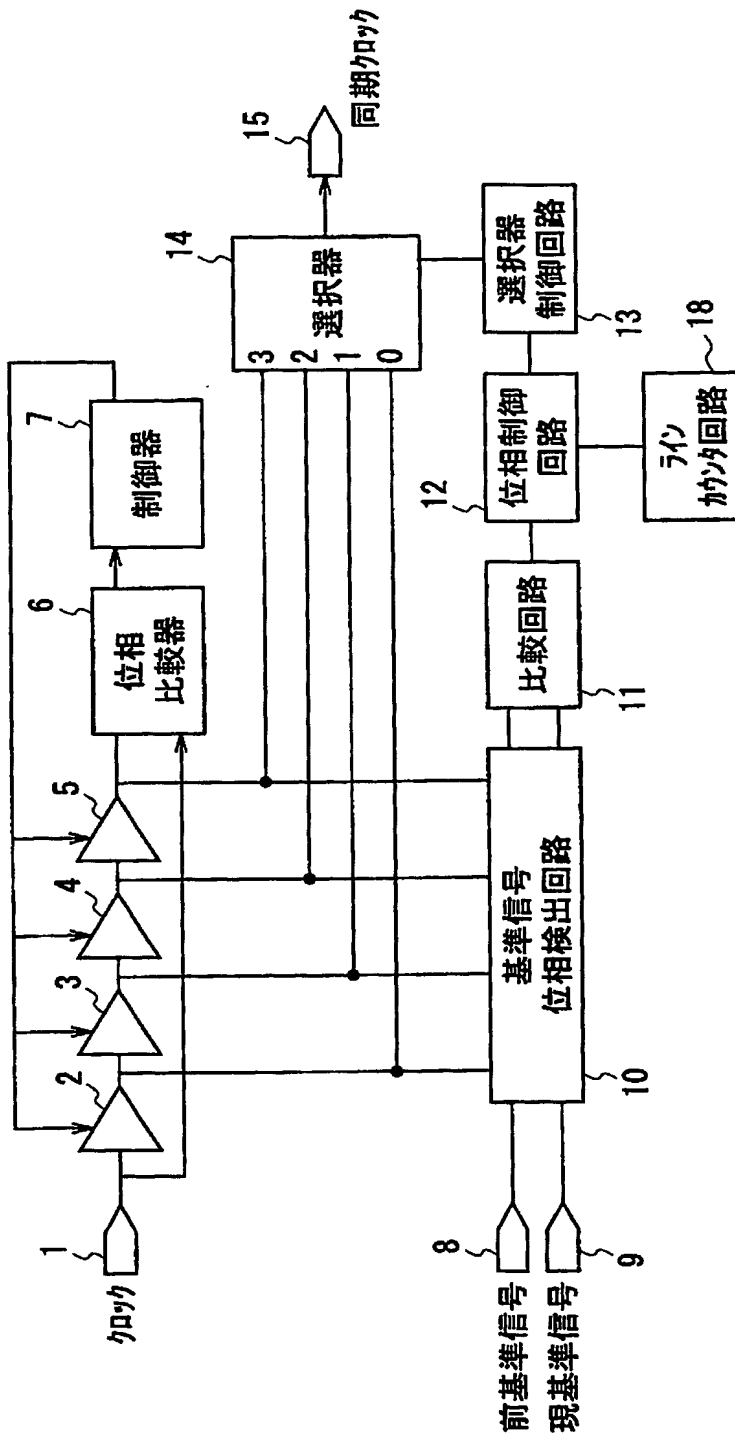 1
クロック
2
3
4
5
6
位相
比較器
7
制御器
14
選択器
3
2
1
0
15
同期クロック
8
前基準信号
9
現基準信号
10
基準信号
位相検出回路
11
比較回路
12
位相制御
回路
13
選択器
制御回路
18
ライン
カウンタ回路